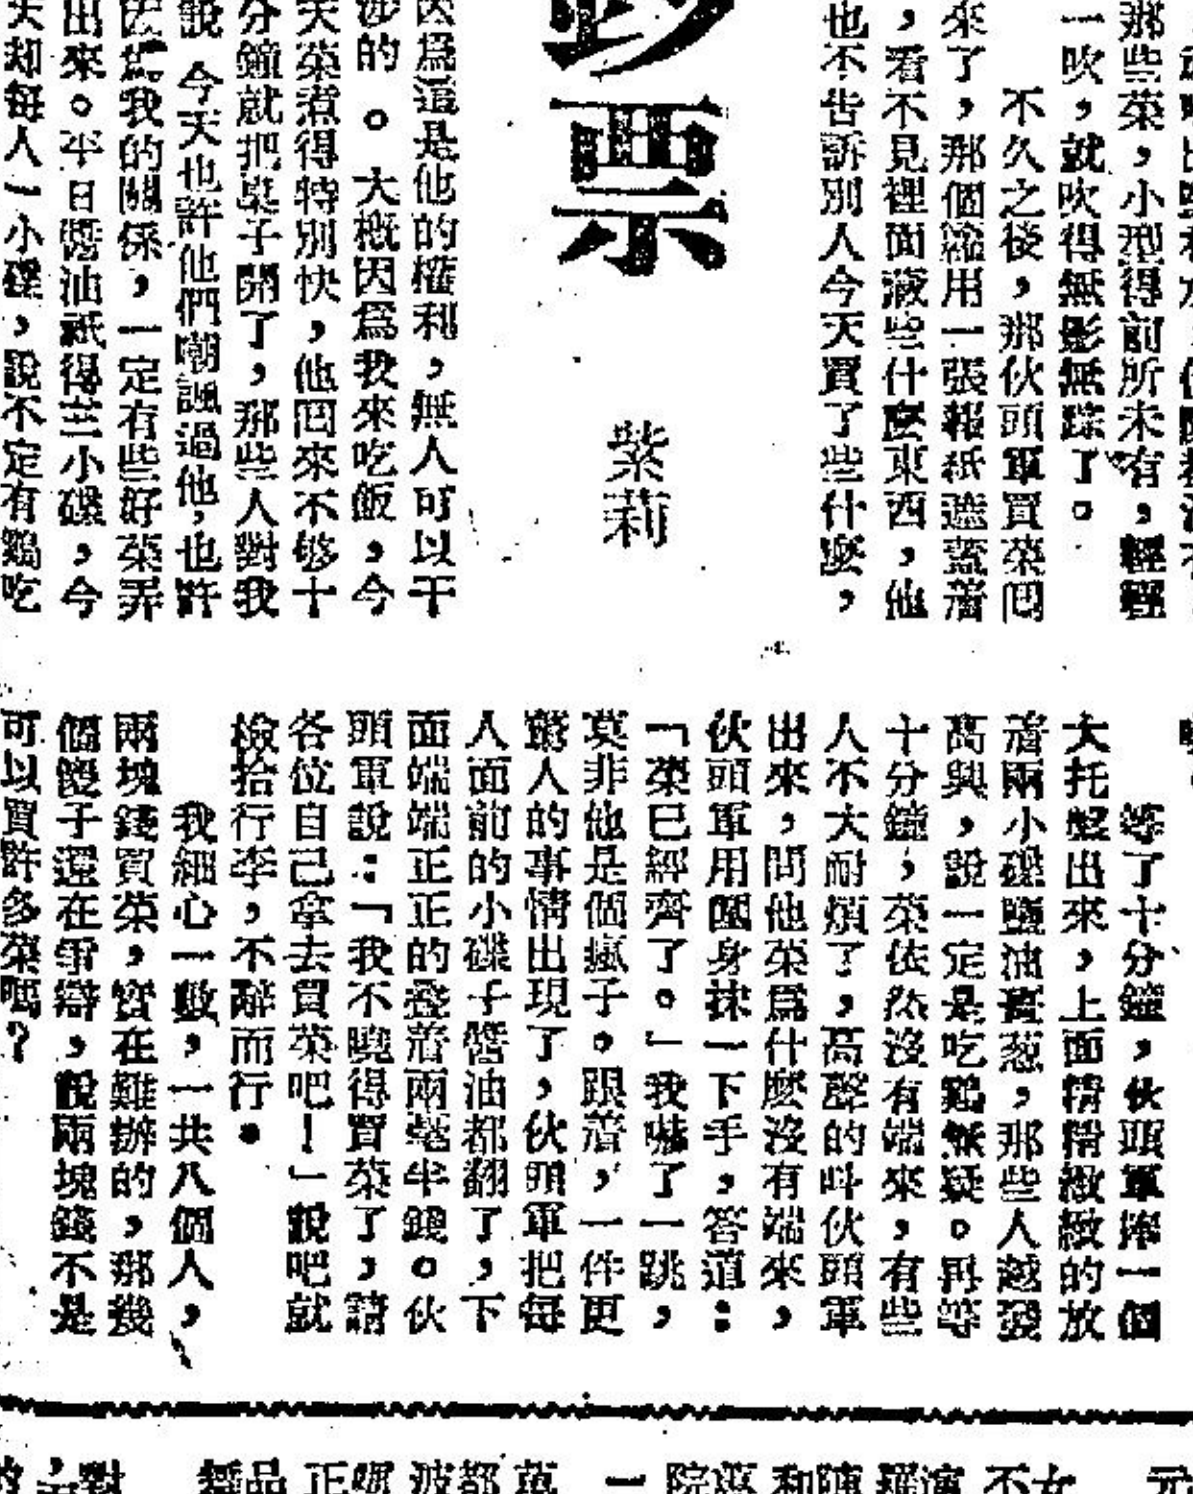 那些菜，小型得前所未有，輕輕
一吹，就吹得無影無踪了。
不久之後，那伙頭軍買菜囘
來了，那個籮用一張報紙遮蓋着
，看不見裡面藏些什麼東西，他
也不告訴別人今天買了些什麼，
鈔票
紫莉
因爲這是他的權利，無人可以干
涉的。大概因爲我來吃飯，今
天菜煮得特別快，他囘來不够十
分鐘就把桌子開了，那些人對我
說 今天也許他們嘲諷過他，也許
因爲我的關係，一定有些好菜弄
出來。平日醬油祇得三小碟，今
天却每人一小碟，說不定有鷄吃
等了十分鐘，伙頭軍捧一個
大托盤出來，上面精精緻緻的放
着兩小碟鹽油蔥，那些人越發
高興，說一定是吃鷄無疑。再等
十分鐘，菜依然沒有端來，有些
人不大耐煩了，高聲的呌伙頭軍
出來，問他菜爲什麽沒有端來，
伙頭軍用圍身抹一下手，答道：
「菜已經齊了。」我嚇了一跳，
莫非他是個瘋子。跟着，一件更
驚人的事情出現了，伙頭軍把每
人面前的小碟子醬油都翻了，下
面端端正正的叠着兩毫半錢。伙
頭軍說：「我不曉得買菜了，請
各位自己拿去買菜吧！」說吧就
檢拾行李，不辭而行。
我細心一數，一共八個人，
兩塊錢買菜，實在難辦的，那幾
個儍子還在爭辯，說兩塊錢不是
可以買許多菜嗎？